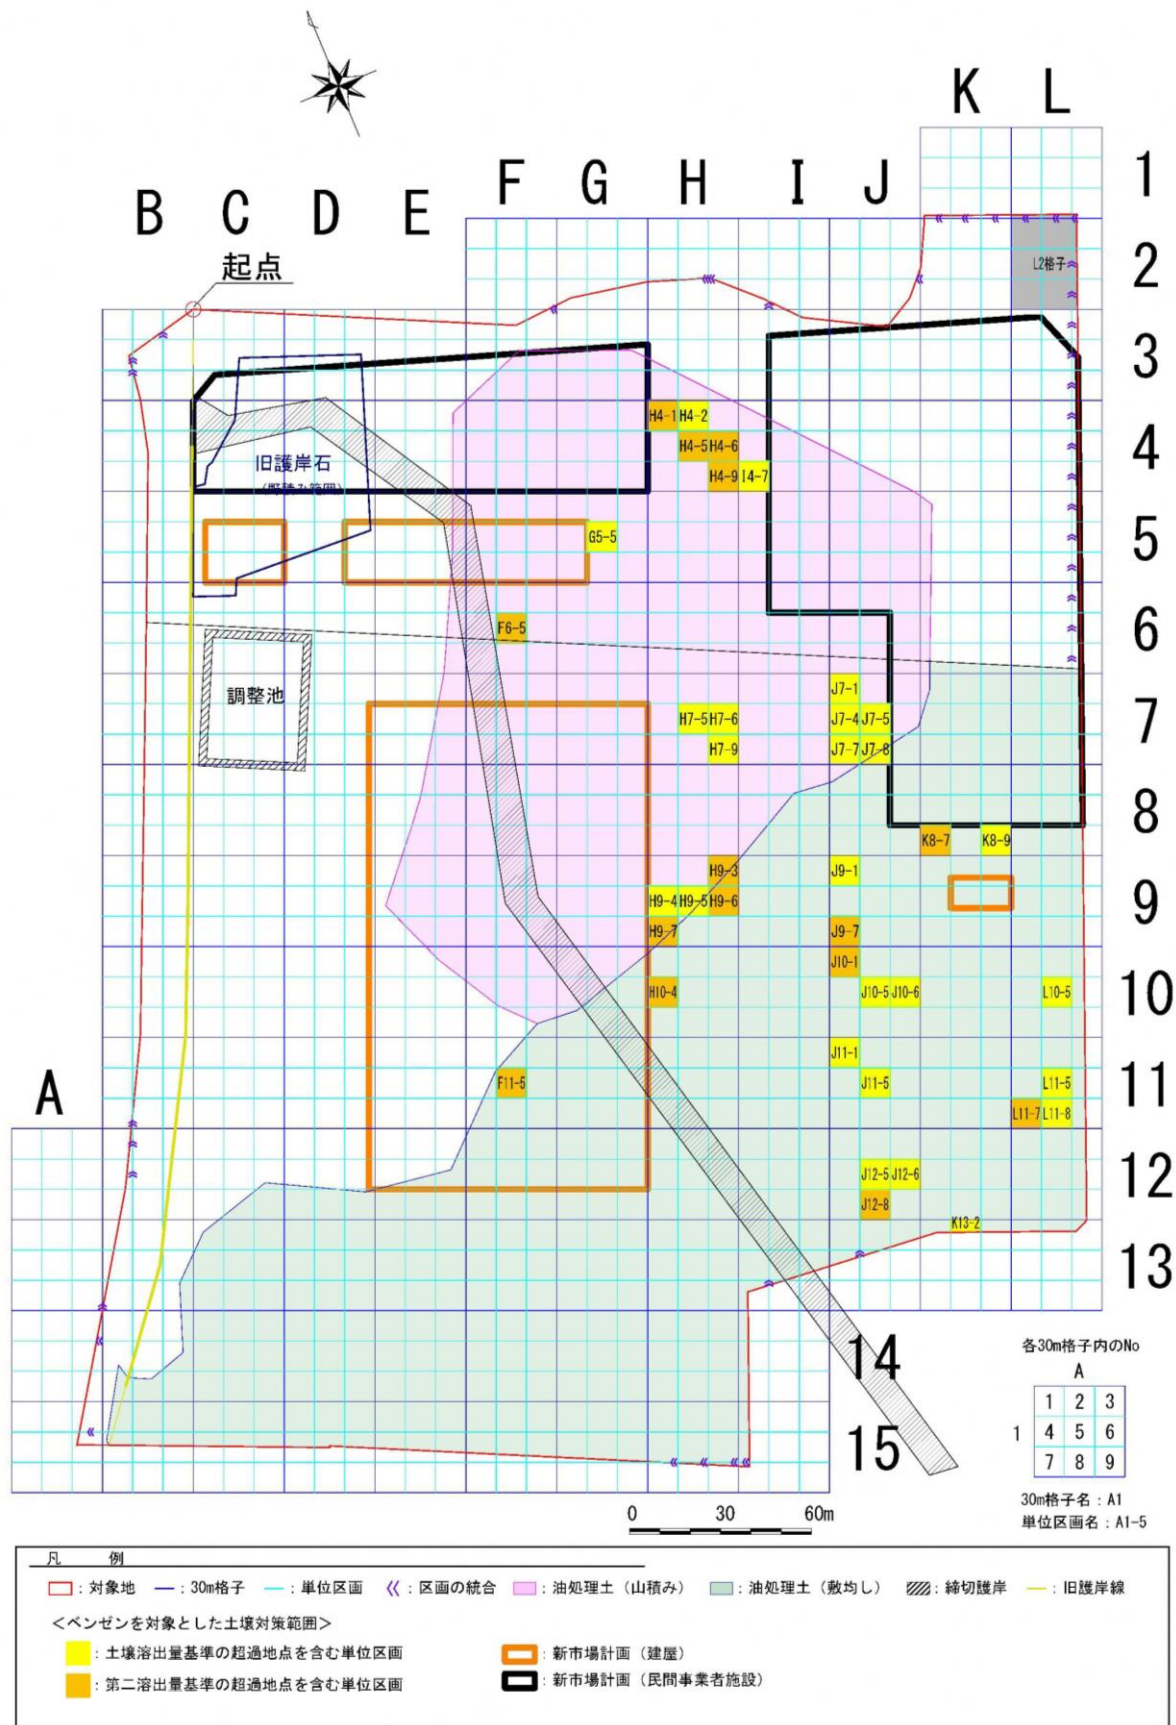 K L
1
F G H I J
B C D E
起点
2
L2格子
3
H4-1 H4-2
4
H4-5 H4-6
旧護岸石
H4-9 I4-7
(野積み範囲)
G5-5
5
F6-5
6
調整池
J7-1
H7-5 H7-6 J7-4 J7-5
7
H7-9 J7-7 J7-8
8
K8-7 K8-9
H9-3 J9-1
9
H9-4 H9-5 H9-6
H9-7 J9-7
J10-1
H10-4 J10-5 J10-6 L10-5
10
J11-1
A
F11-5 J11-5 L11-5
11
L11-7 L11-8
J12-5 J12-6
12
J12-8
K13-2
13
14
15
各30m格子内のNo
A
1 2 3
1 4 5 6
7 8 9
30m格子名：A1
単位区画名：A1-5
0 30 60m
凡 例
：対象地 ：30m格子 ：単位区画 ：区画の統合 ：油処理土（山積み） ：油処理土（敷均し） ：締切護岸 ：旧護岸線
＜ベンゼンを対象とした土壌対策範囲＞
：土壌溶出量基準の超過地点を含む単位区画 ：新市場計画（建屋）
：第二溶出量基準の超過地点を含む単位区画 ：新市場計画（民間事業者施設）